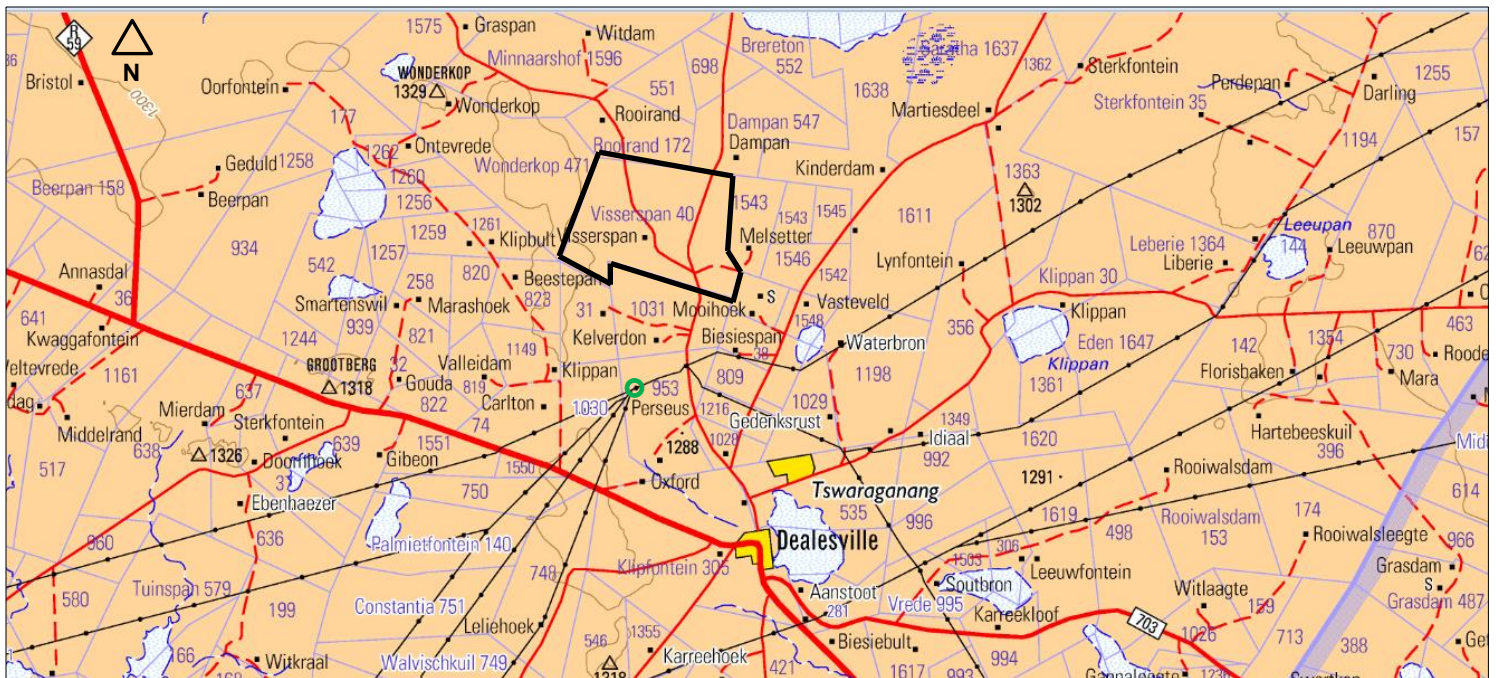 R
59
N
1575
Graspan
Witdam
Brereton
552
Saratha 1637
1362
Sterkfontein
Perdepan
Darling
1255
Bristol
1300
Oorfontein
WONDERKOP
1329
Wonderkop
Minnaarshof 1596
698
551
1638
Martiesdeel
Sterkfontein 35
177
Rooirand
Dampan 547
1194
157
Geduld
1258
1262
Ontevrede
Wonderkop 471
Rooirand 172
Dampan
Kinderdam
1363
1302
Beerpan 158
Beerpan
1260
1256
1259
1261
Klipbult
Visserspan 40
Visserspan
1543
1543
1545
1611
Melsetter
1546
Leeupan
144
870
Leeuwpan
934
542
1257
258
820
Beestepan
823
1542
Lynfontein
Leberie 1364
Liberie
Klippan 30
Annasdal
36
Smartenswil
Marashoek
31
1031
Mooihoek
S
Vasteveld
1548
356
Klippan
641
Kwaggafontein
1244
939
821
Kelverdon
Biesiespan
38
Waterbron
Eden 1647
142
1354
463
1161
GROOTBERG
1318
32
Gouda
822
Valleidam
819
1149
Klippan
953
809
1198
Klippan
1361
Florisbaken
730
Mara
637
Mierdam
Carlton
74
1030
Perseus
1216
Gedenksrust
1029
1349
Middelrand
Sterkfontein
1288
1028
Idiaal
992
1620
Hartebeeskuil
396
638
1326
639
1551
Gibeon
1550
Oxford
Rooiwalsdam
517
Doornhoek
Tswaraganang
535
1291
614
Ebenhaezer
750
996
1619
498
Rooiwalsdam
153
174
Rooiwalsleegte
966
960
636
Palmietfontein 140
Dealesville
306
Klipfontein 305
1503
Leeuwfontein
Grasdam
S
Tuinspan 579
580
199
748
Constantia 751
Aanstoot
281
Soutbron
Vrede 995
Witlaagte
159
Grasdam 487
Leliehoek
Karreekloof
703
1026
713
388
546
1355
Biesiebult
166
Witkraal
Walvischkuil 749
Karreehoek
421
1617
993
994